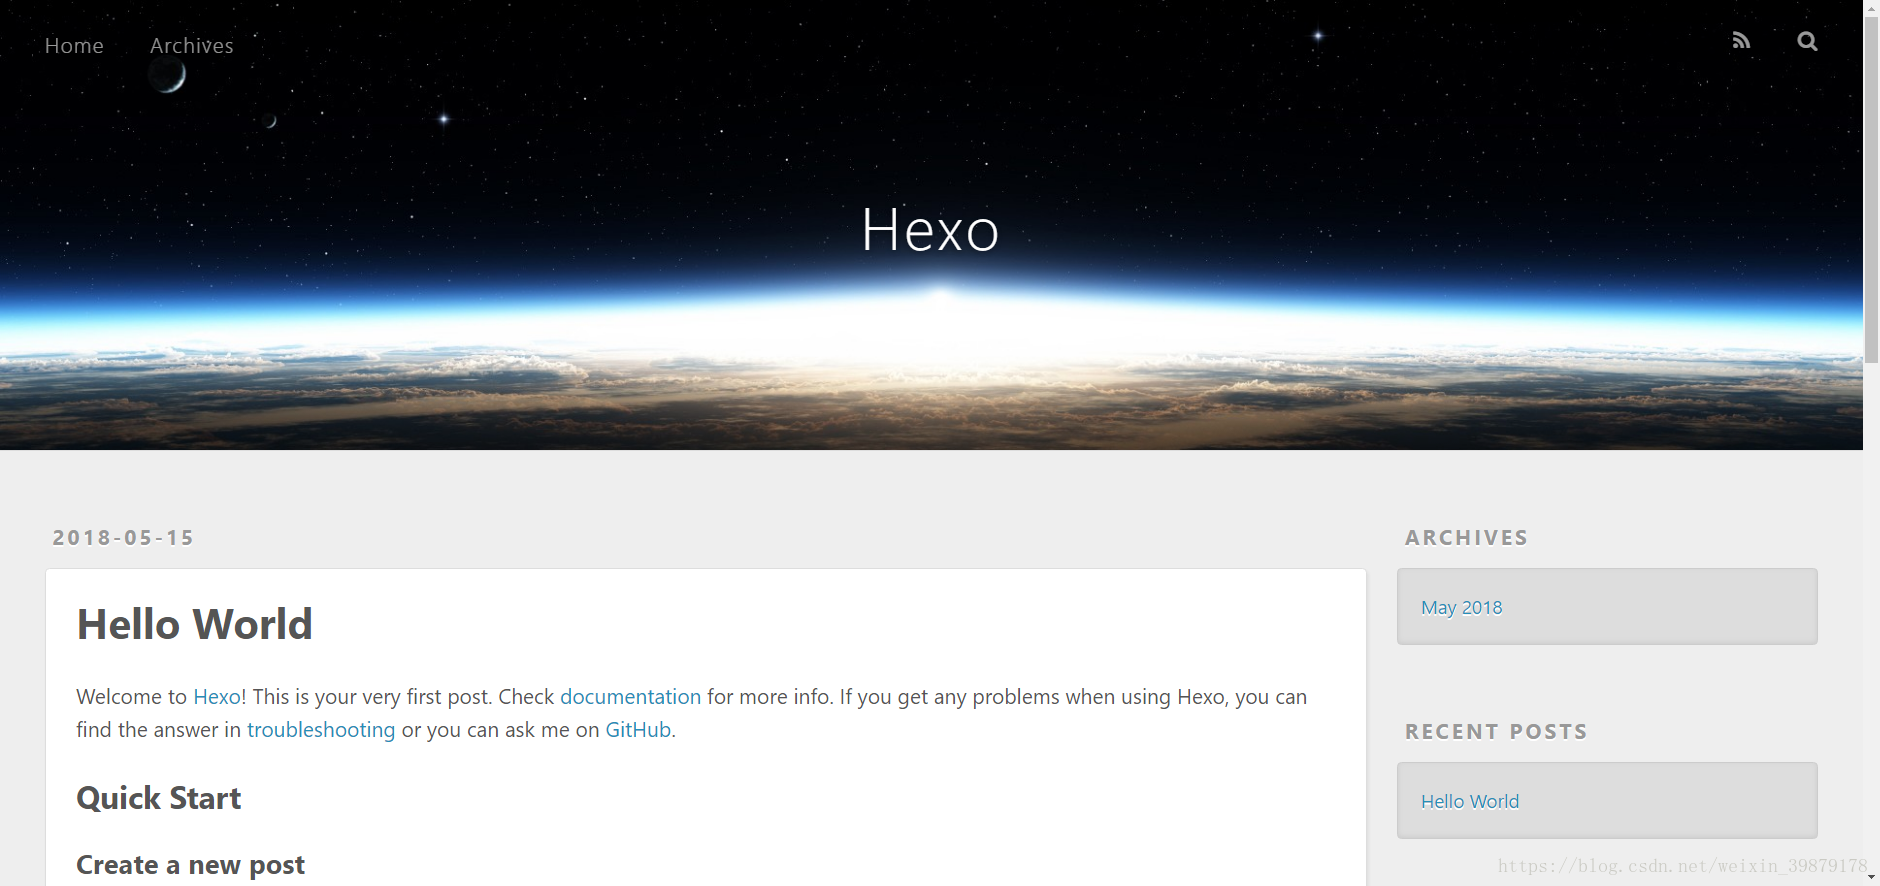 Home Archives
Hexo
2018-05-15
Hello World
Welcome to Hexo! This is your very first post. Check documentation for more info. If you get any problems when using Hexo, you can
find the answer in troubleshooting or you can ask me on GitHub.
Quick Start
Create a new post
ARCHIVES
May 2018
RECENT POSTS
Hello World
https://blog.csdn.net/weixin_39879178